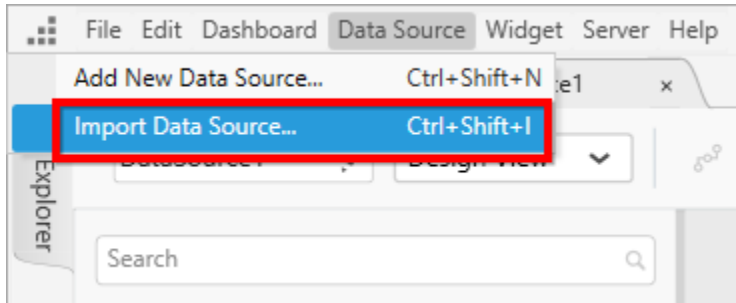 File Edit Dashboard Data Source Widget Server Help
Add New Data Source... Ctrl+Shift+N
Import Data Source... Ctrl+Shift+I
Explorer
Search